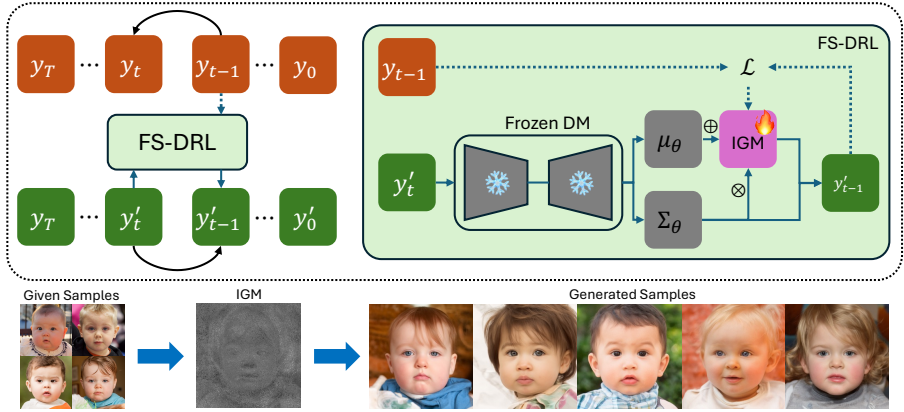 y_T ... y_t y_{t-1} ... y_0
FS-DRL
y_T ... y'_t y'_{t-1} ... y'_0
FS-DRL
y_{t-1} ℒ
Frozen DM
y'_t μ_θ ⊕ IGM y'_{t-1}
⊗
Σ_θ
Given Samples IGM Generated Samples